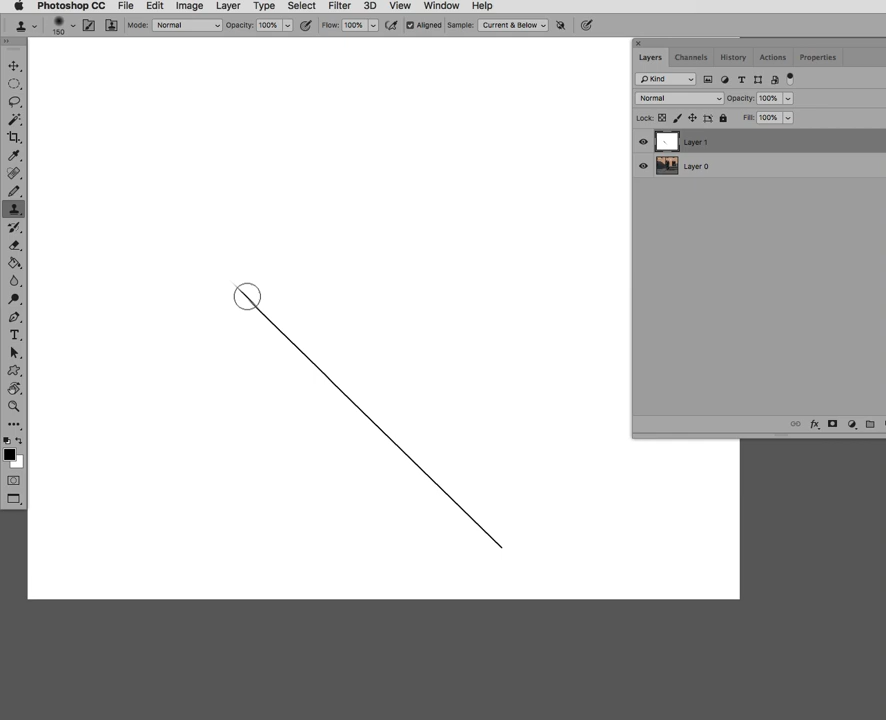 Photoshop CC File Edit Image Layer Type Select Filter 3D View Window Help
150 Mode: Normal Opacity: 100% Flow: 100% Aligned Sample: Current & Below
Layers Channels History Actions Properties
Kind
Normal Opacity: 100%
Lock: Fill: 100%
Layer 1
Layer 0